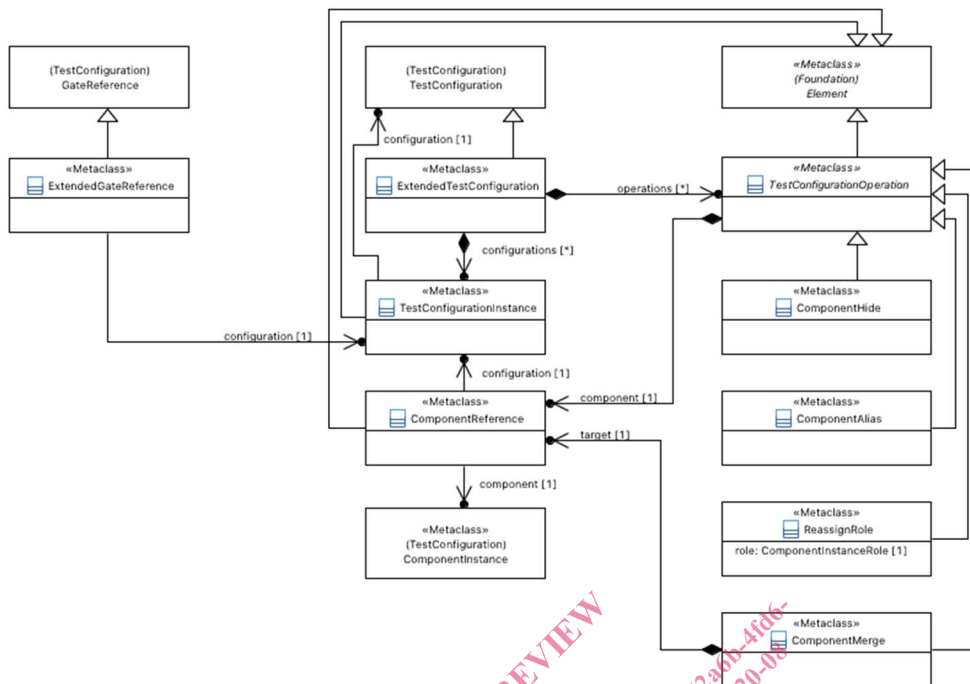 (TestConfiguration)
GateReference
(TestConfiguration)
TestConfiguration
«Metaclass»
(Foundation)
Element
configuration [1]
«Metaclass»
ExtendedGateReference
«Metaclass»
ExtendedTestConfiguration
operations [*]
«Metaclass»
TestConfigurationOperation
configurations [*]
«Metaclass»
TestConfigurationInstance
«Metaclass»
ComponentHide
configuration [1]
configuration [1]
«Metaclass»
ComponentReference
component [1]
«Metaclass»
ComponentAlias
target [1]
component [1]
«Metaclass»
(TestConfiguration)
ComponentInstance
«Metaclass»
ReassignRole
role: ComponentInstanceRole [1]
«Metaclass»
ComponentMerge